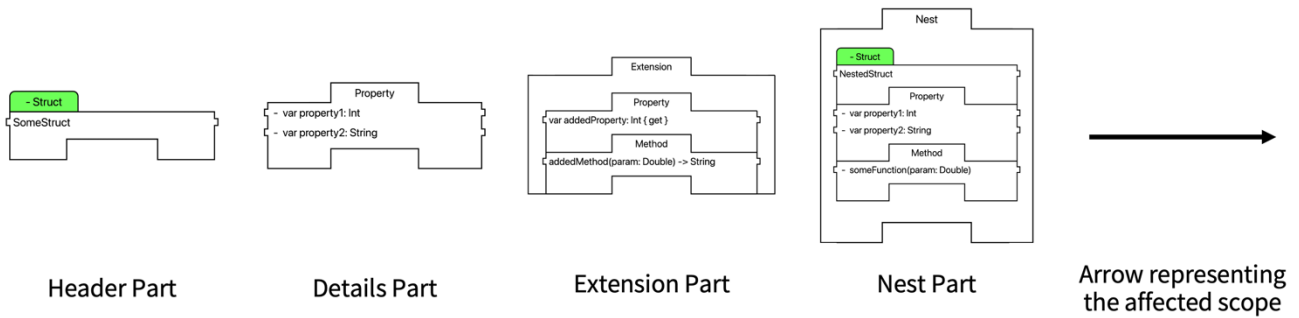 - Struct
SomeStruct
Header Part
Property
- var property1: Int
- var property2: String
Details Part
Extension
Property
var addedProperty: Int { get }
Method
addedMethod(param: Double) -> String
Extension Part
Nest
- Struct
NestedStruct
Property
- var property1: Int
- var property2: String
Method
- someFunction(param: Double)
Nest Part
Arrow representing
the affected scope